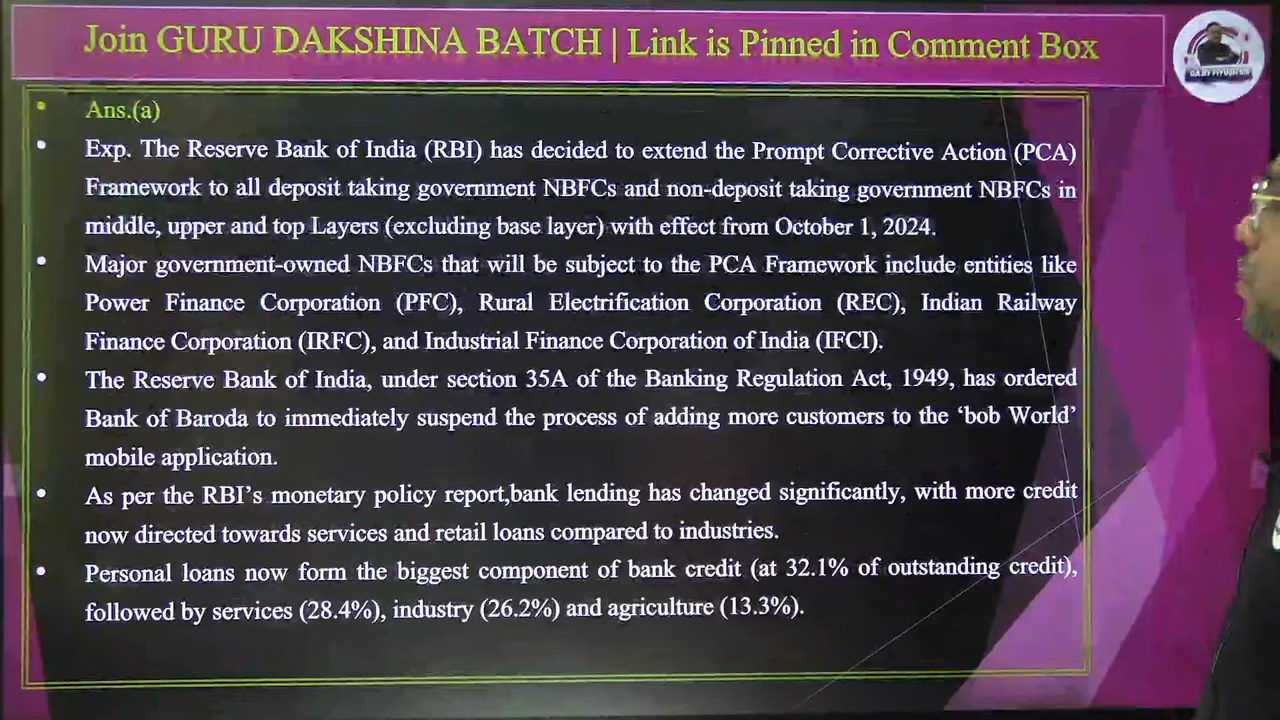 Join GURU DAKSHINA BATCH | Link is Pinned in Comment Box
• Ans.(a)
• Exp. The Reserve Bank of India (RBI) has decided to extend the Prompt Corrective Action (PCA)
Framework to all deposit taking government NBFCs and non-deposit taking government NBFCs in
middle, upper and top Layers (excluding base layer) with effect from October 1, 2024.
• Major government-owned NBFCs that will be subject to the PCA Framework include entities like
Power Finance Corporation (PFC), Rural Electrification Corporation (REC), Indian Railway
Finance Corporation (IRFC), and Industrial Finance Corporation of India (IFCI).
• The Reserve Bank of India, under section 35A of the Banking Regulation Act, 1949, has ordered
Bank of Baroda to immediately suspend the process of adding more customers to the ‘bob World’
mobile application.
• As per the RBI’s monetary policy report,bank lending has changed significantly, with more credit
now directed towards services and retail loans compared to industries.
• Personal loans now form the biggest component of bank credit (at 32.1% of outstanding credit),
followed by services (28.4%), industry (26.2%) and agriculture (13.3%).